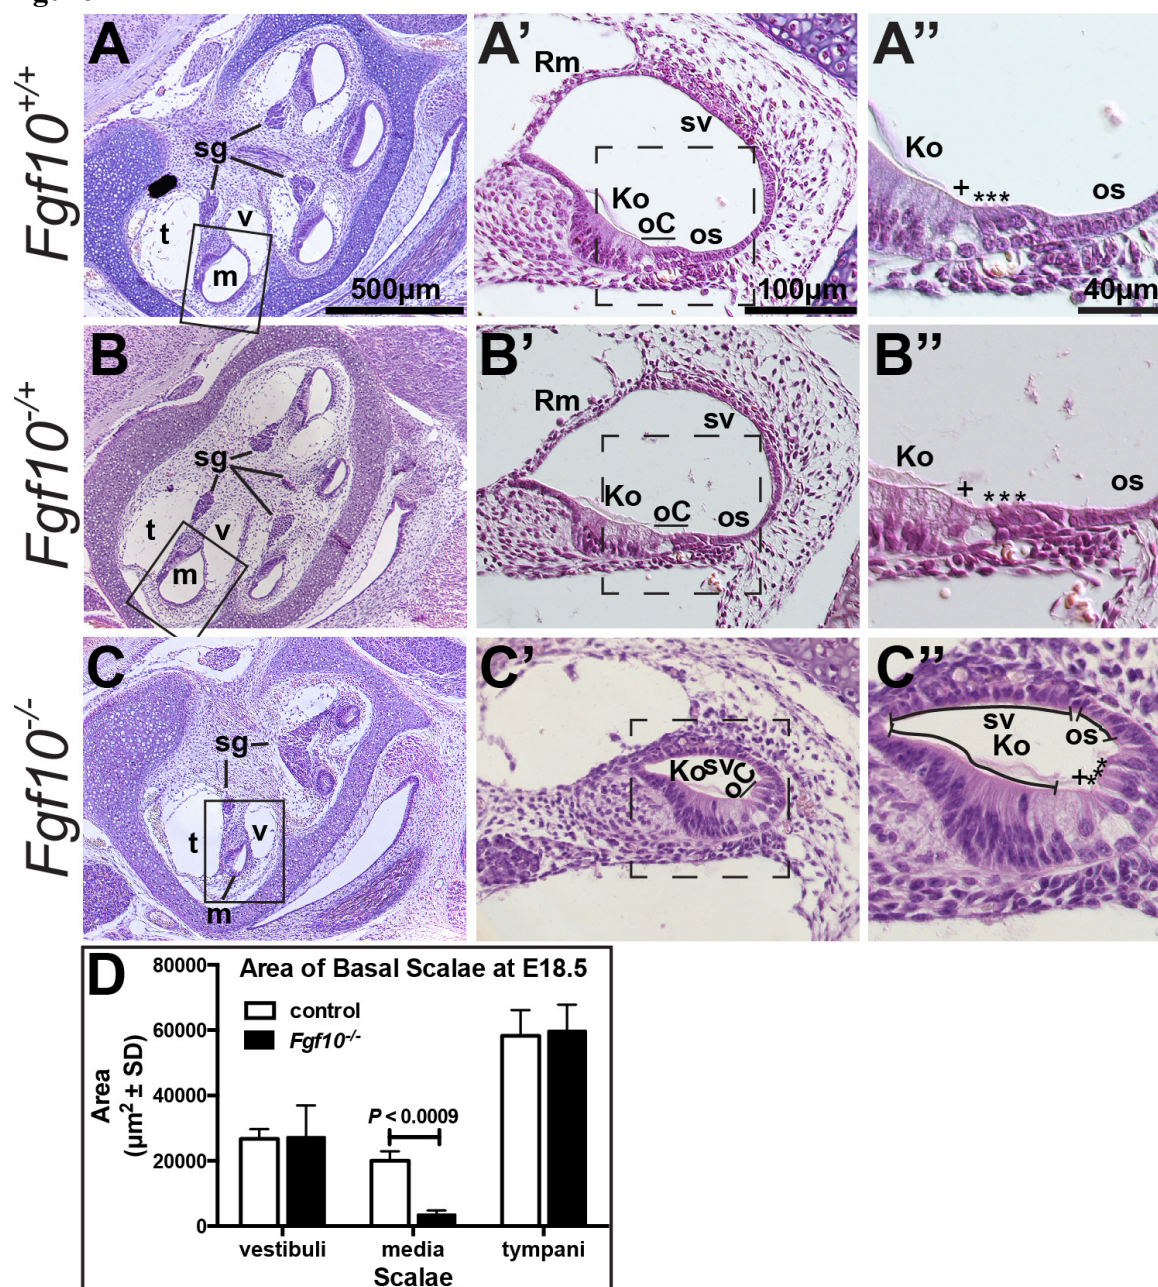 A
Fgf10+/+
sg
t
v
m
500µm
A’
Rm
sv
Ko
oC
os
100µm
A’’
Ko
+
***
os
40µm
B
Fgf10-/+
sg
t
v
m
B’
Rm
sv
Ko
oC
os
B’’
Ko
+
***
os
C
Fgf10-/-
sg
t
v
m
C’
Ko
sv
oC
C’’
sv
Ko
os
+
***
D
Area of Basal Scalae at E18.5
control
Fgf10-/-
P < 0.0009
80000
60000
40000
20000
0
Area
(µm² ± SD)
vestibuli
media
tympani
Scalae